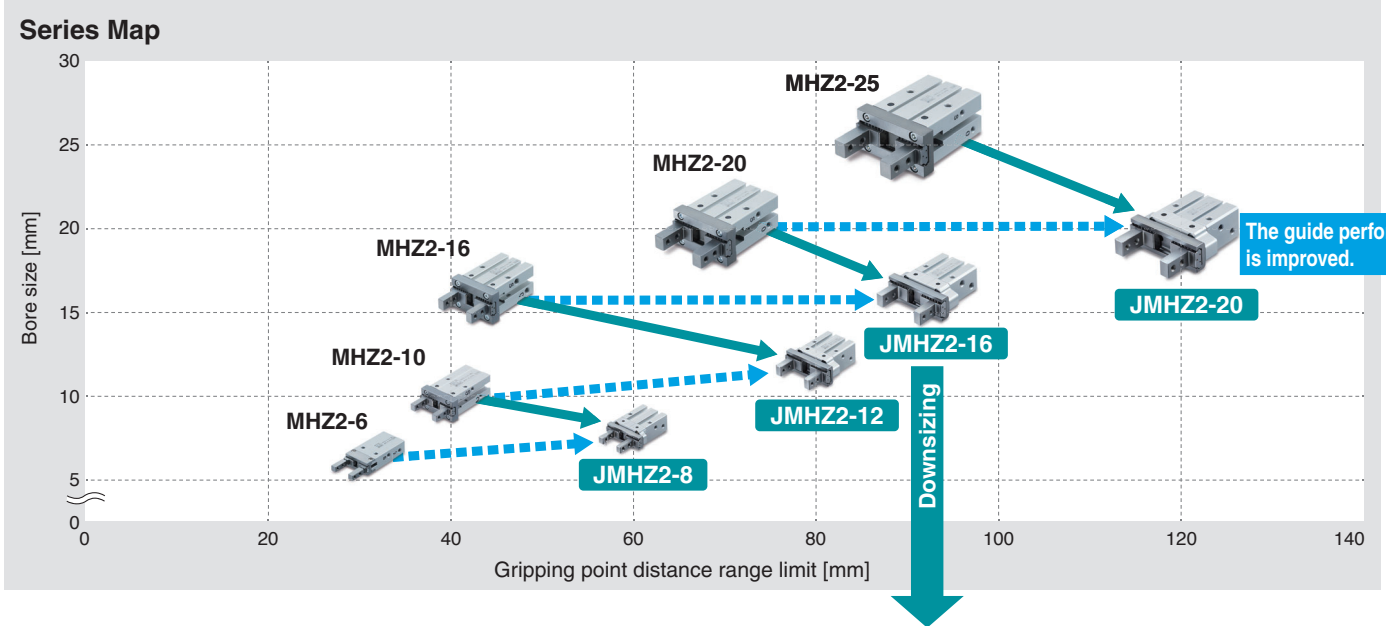 Series Map
30
25
20
15
10
5
0
Bore size [mm]
MHZ2-25
MHZ2-20
MHZ2-16
MHZ2-10
MHZ2-6
The guide perfo
is improved.
JMHZ2-20
JMHZ2-16
JMHZ2-12
JMHZ2-8
Downsizing
0 20 40 60 80 100 120 140
Gripping point distance range limit [mm]